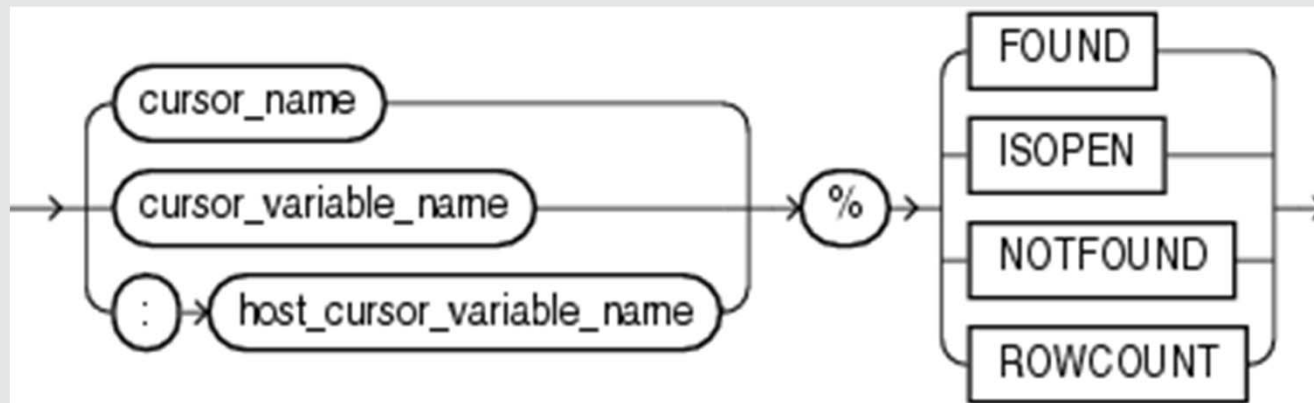 cursor_name
cursor_variable_name
: host_cursor_variable_name
%
FOUND
ISOPEN
NOTFOUND
ROWCOUNT